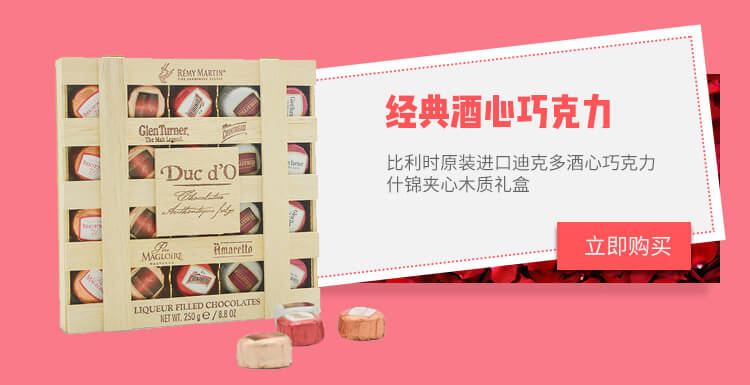 RÉMY MARTIN
Glen Turner
The Malt Legend
COINTREAU
Duc d'O
Chocolatier
Père
MAGLOIRE
Amaretto
LIQUEUR FILLED CHOCOLATES
NET WT. 250 g e / 8.8 OZ
经典酒心巧克力
比利时原装进口迪克多酒心巧克力
什锦夹心木质礼盒
立即购买